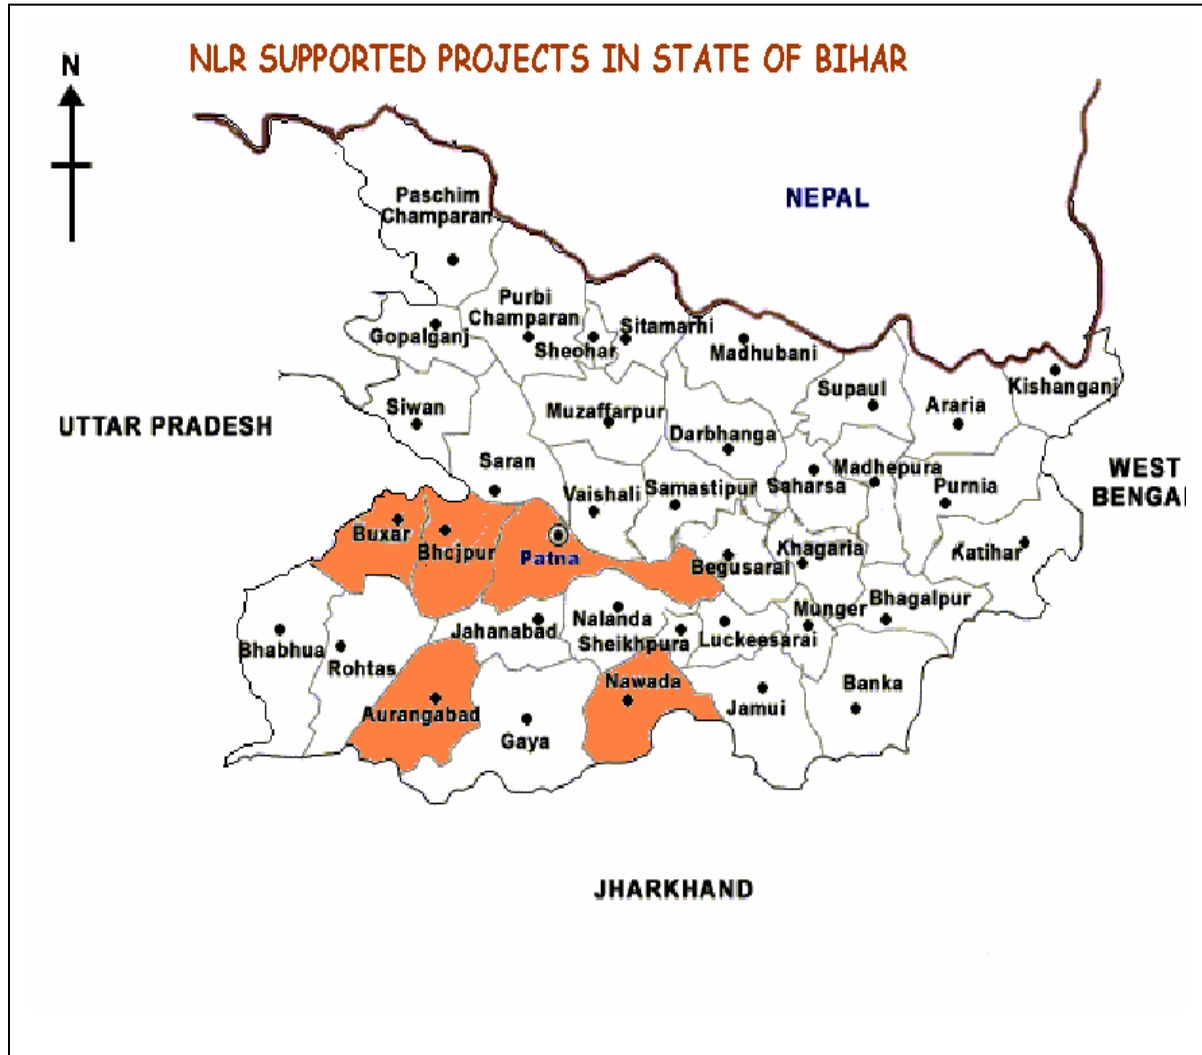 NLR SUPPORTED PROJECTS IN STATE OF BIHAR
N
NEPAL
Paschim
Champaran
Purbi
Champaran
Gopalganj
Sheohar
Sitamarhi
Madhubani
Supaul
Araria
Kishanganj
UTTAR PRADESH
Siwan
Muzaffarpur
Darbhanga
Saran
Vaishali
Samastipur
Saharsa
Madhepura
Purnia
WEST
BENGAL
Buxar
Bhojpur
Patna
Begusarai
Khagaria
Katihar
Jahanabad
Nalanda
Sheikhpura
Luckeesarai
Munger
Bhagalpur
Bhabhua
Rohtas
Aurangabad
Gaya
Nawada
Jamui
Banka
JHARKHAND